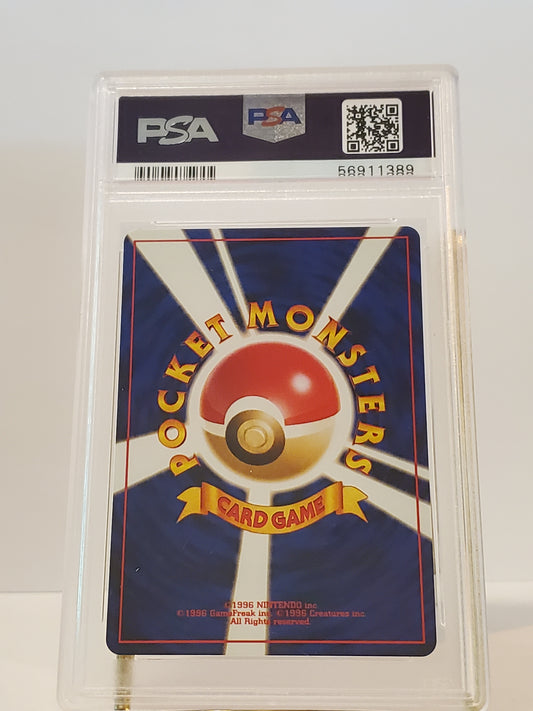 PSA
PSA
56911389
POCKET MONSTERS
CARD GAME
©1996 NINTENDO inc.
©1996 GameFreak inc. ©1996 Creatures inc.
All Rights reserved.